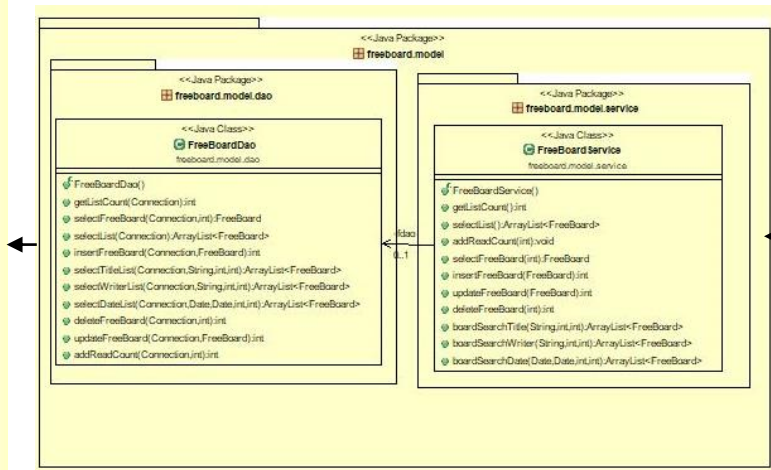 <<Java Package>>
freeboard.model
<<Java Package>>
freeboard.model.dao
<<Java Class>>
FreeBoardDao
freeboard.model.dao
FreeBoardDao()
getListCount(Connection):int
selectFreeBoard(Connection,int):FreeBoard
selectList(Connection):ArrayList<FreeBoard>
insertFreeBoard(Connection,FreeBoard):int
selectTitleList(Connection,String,int,int):ArrayList<FreeBoard>
selectWriterList(Connection,String,int,int):ArrayList<FreeBoard>
selectDateList(Connection,Date,Date,int,int):ArrayList<FreeBoard>
deleteFreeBoard(Connection,int):int
updateFreeBoard(Connection,FreeBoard):int
addReadCount(Connection,int):int
-fdao
0..1
<<Java Package>>
freeboard.model.service
<<Java Class>>
FreeBoardService
freeboard.model.service
FreeBoardService()
getListCount():int
selectList():ArrayList<FreeBoard>
addReadCount(int):void
selectFreeBoard(int):FreeBoard
insertFreeBoard(FreeBoard):int
updateFreeBoard(FreeBoard):int
deleteFreeBoard(int):int
boardSearchTitle(String,int,int):ArrayList<FreeBoard>
boardSearchWriter(String,int,int):ArrayList<FreeBoard>
boardSearchDate(Date,Date,int,int):ArrayList<FreeBoard>